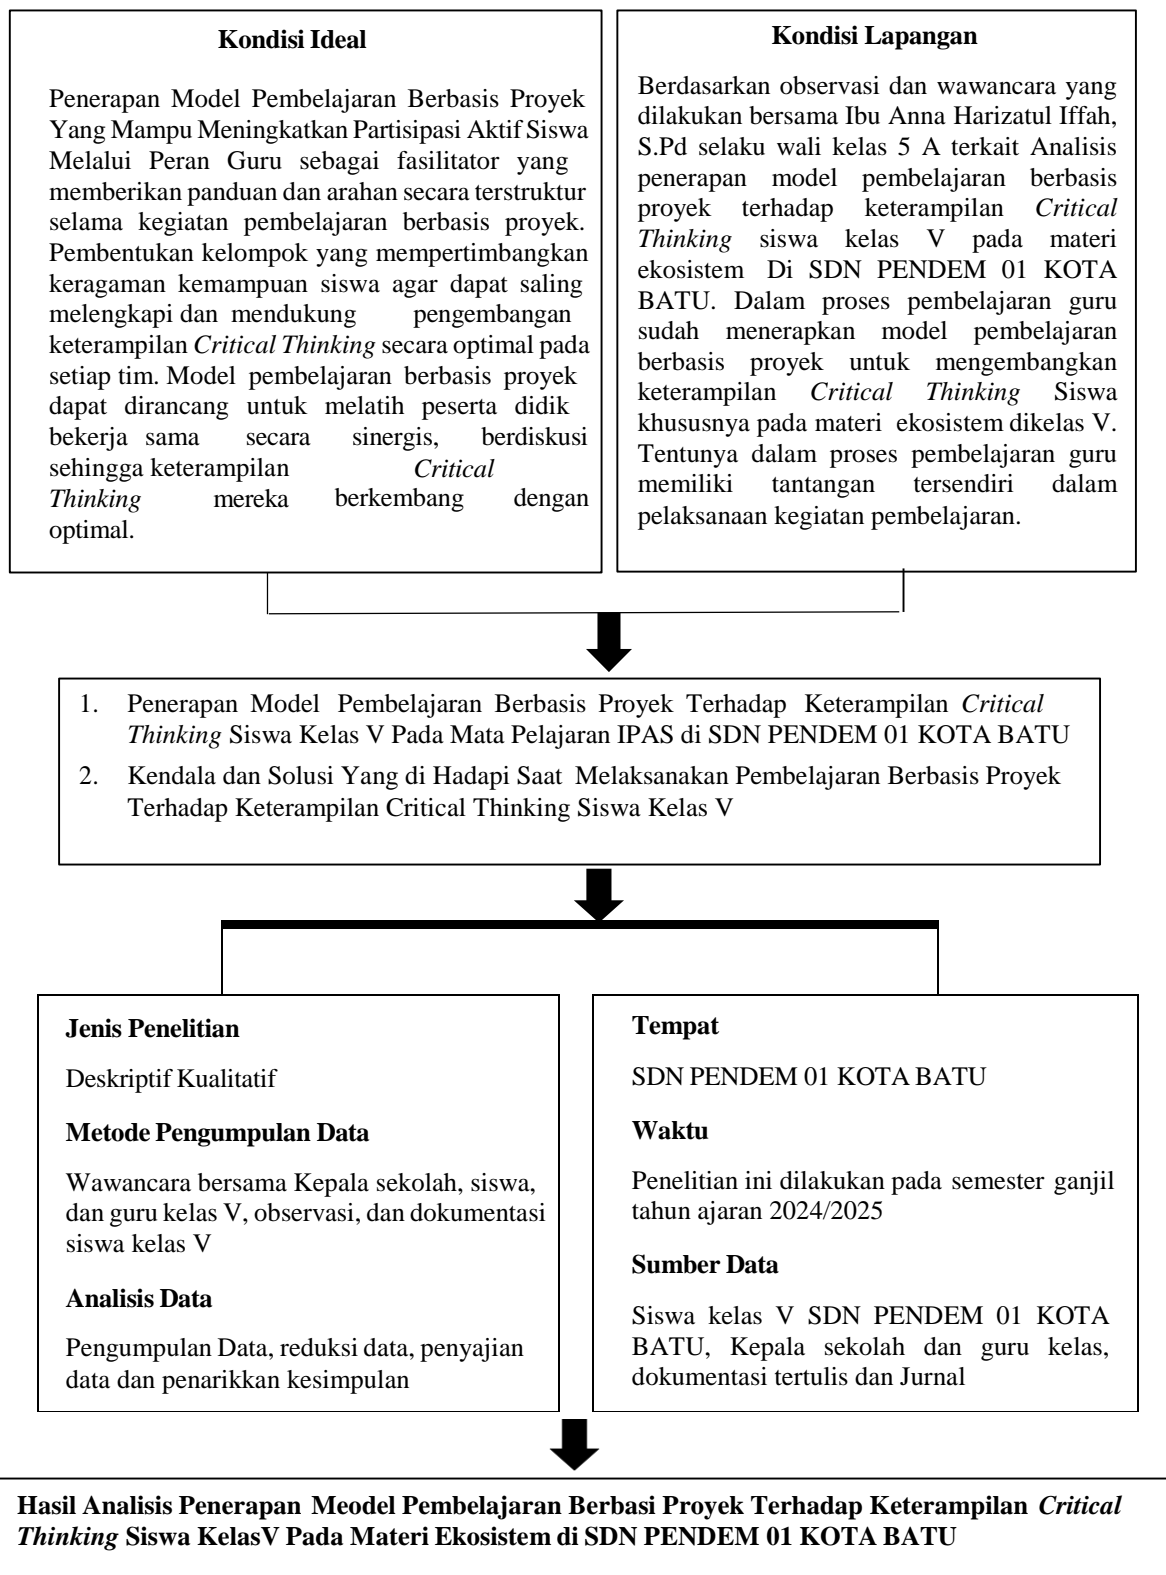 Kondisi Ideal
Penerapan Model Pembelajaran Berbasis Proyek
Yang Mampu Meningkatkan Partisipasi Aktif Siswa
Melalui Peran Guru sebagai fasilitator yang
memberikan panduan dan arahan secara terstruktur
selama kegiatan pembelajaran berbasis proyek.
Pembentukan kelompok yang mempertimbangkan
keragaman kemampuan siswa agar dapat saling
melengkapi dan mendukung pengembangan
keterampilan Critical Thinking secara optimal pada
setiap tim. Model pembelajaran berbasis proyek
dapat dirancang untuk melatih peserta didik
bekerja sama secara sinergis, berdiskusi
sehingga keterampilan Critical
Thinking mereka berkembang dengan
optimal.
Kondisi Lapangan
Berdasarkan observasi dan wawancara yang
dilakukan bersama Ibu Anna Harizatul Iffah,
S.Pd selaku wali kelas 5 A terkait Analisis
penerapan model pembelajaran berbasis
proyek terhadap keterampilan Critical
Thinking siswa kelas V pada materi
ekosistem Di SDN PENDEM 01 KOTA
BATU. Dalam proses pembelajaran guru
sudah menerapkan model pembelajaran
berbasis proyek untuk mengembangkan
keterampilan Critical Thinking Siswa
khususnya pada materi ekosistem dikelas V.
Tentunya dalam proses pembelajaran guru
memiliki tantangan tersendiri dalam
pelaksanaan kegiatan pembelajaran.
1. Penerapan Model Pembelajaran Berbasis Proyek Terhadap Keterampilan Critical
Thinking Siswa Kelas V Pada Mata Pelajaran IPAS di SDN PENDEM 01 KOTA BATU
2. Kendala dan Solusi Yang di Hadapi Saat Melaksanakan Pembelajaran Berbasis Proyek
Terhadap Keterampilan Critical Thinking Siswa Kelas V
Jenis Penelitian
Deskriptif Kualitatif
Metode Pengumpulan Data
Wawancara bersama Kepala sekolah, siswa,
dan guru kelas V, observasi, dan dokumentasi
siswa kelas V
Analisis Data
Pengumpulan Data, reduksi data, penyajian
data dan penarikkan kesimpulan
Tempat
SDN PENDEM 01 KOTA BATU
Waktu
Penelitian ini dilakukan pada semester ganjil
tahun ajaran 2024/2025
Sumber Data
Siswa kelas V SDN PENDEM 01 KOTA
BATU, Kepala sekolah dan guru kelas,
dokumentasi tertulis dan Jurnal
Hasil Analisis Penerapan Meodel Pembelajaran Berbasi Proyek Terhadap Keterampilan Critical
Thinking Siswa KelasV Pada Materi Ekosistem di SDN PENDEM 01 KOTA BATU